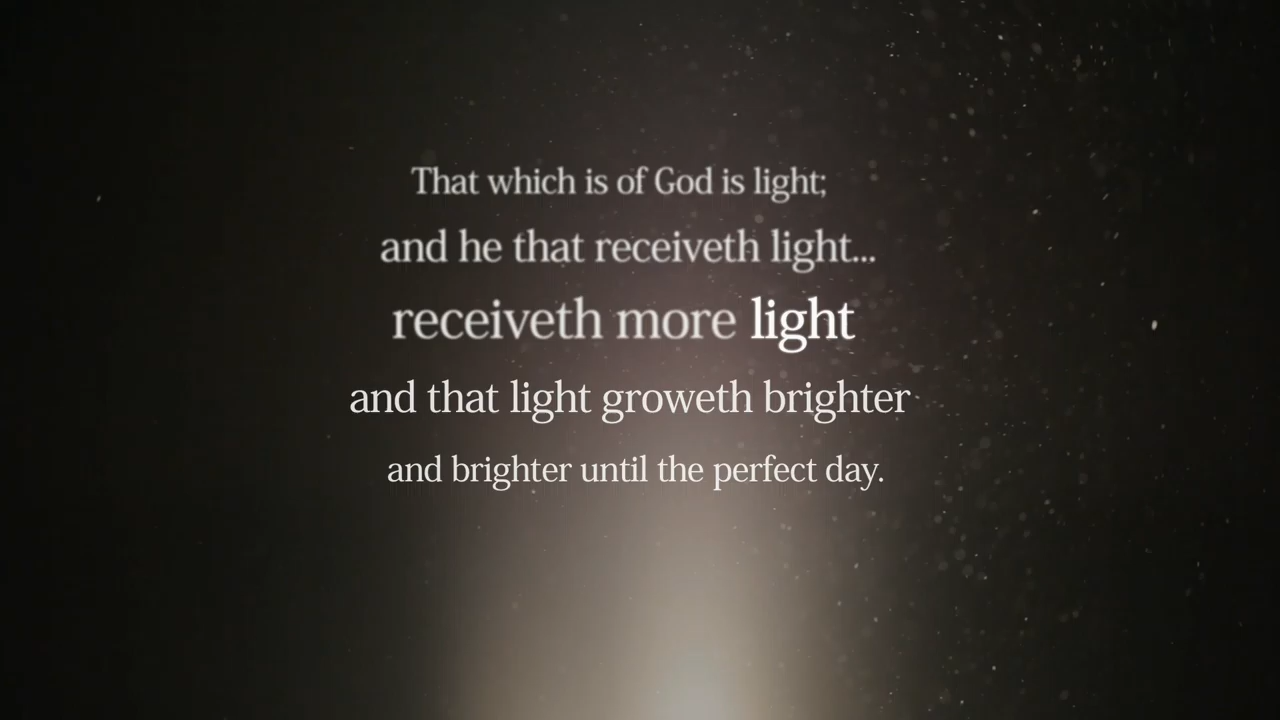 That which is of God is light;
and he that receiveth light...
receiveth more light
and that light groweth brighter
and brighter until the perfect day.